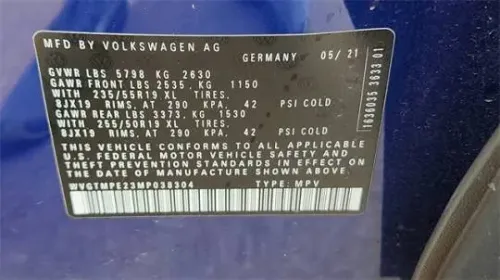 MFD BY VOLKSWAGEN AG
GERMANY 05/21
GVWR LBS 5798 KG 2630
GAWR FRONT LBS 2535, KG 1150
WITH 235/55R19 XL TIRES,
8JX19 RIMS, AT 290 KPA, 42 PSI COLD
GAWR REAR LBS 3373, KG 1530
WITH 255/50R19 XL TIRES,
8JX19 RIMS, AT 290 KPA, 42 PSI COLD
THIS VEHICLE CONFORMS TO ALL APPLICABLE
U.S. FEDERAL MOTOR VEHICLE SAFETY AND
THEFT PREVENTION STANDARDS IN EFFECT ON
THE DATE OF MANUFACTURE SHOWN ABOVE.
WVGTMPE23MP038304 TYPE: MPV
1636035 3633 01